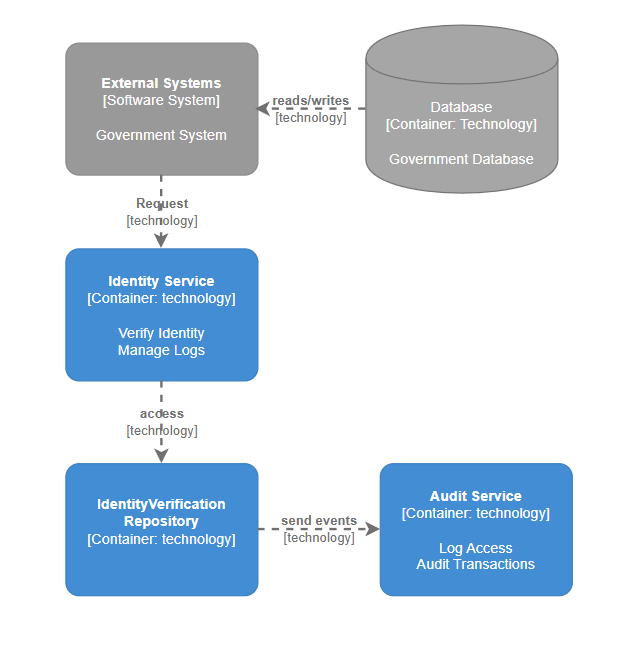 External Systems
[Software System]
Government System
reads/writes
[technology]
Database
[Container: Technology]
Government Database
Request
[technology]
Identity Service
[Container: technology]
Verify Identity
Manage Logs
access
[technology]
IdentityVerification
Repository
[Container: technology]
send events
[technology]
Audit Service
[Container: technology]
Log Access
Audit Transactions